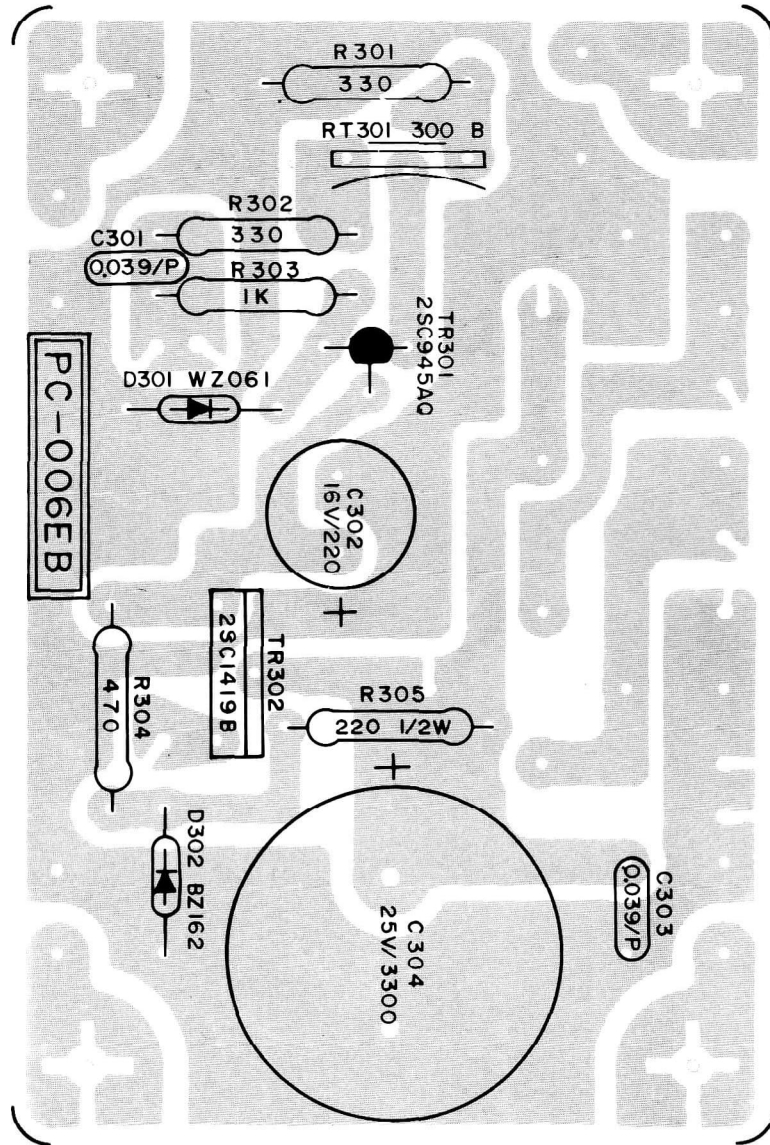 R301
330
RT301 300 B
R302
330
C301
0.039/P
R303
1K
TR301
2SC945AQ
D301 WZ061
PC-006EB
C302
16V/220
+
TR302
2SC1419B
R304
470
R305
220 1/2W
+
D302 BZ162
C304
25V/3300
C303
0.039/P